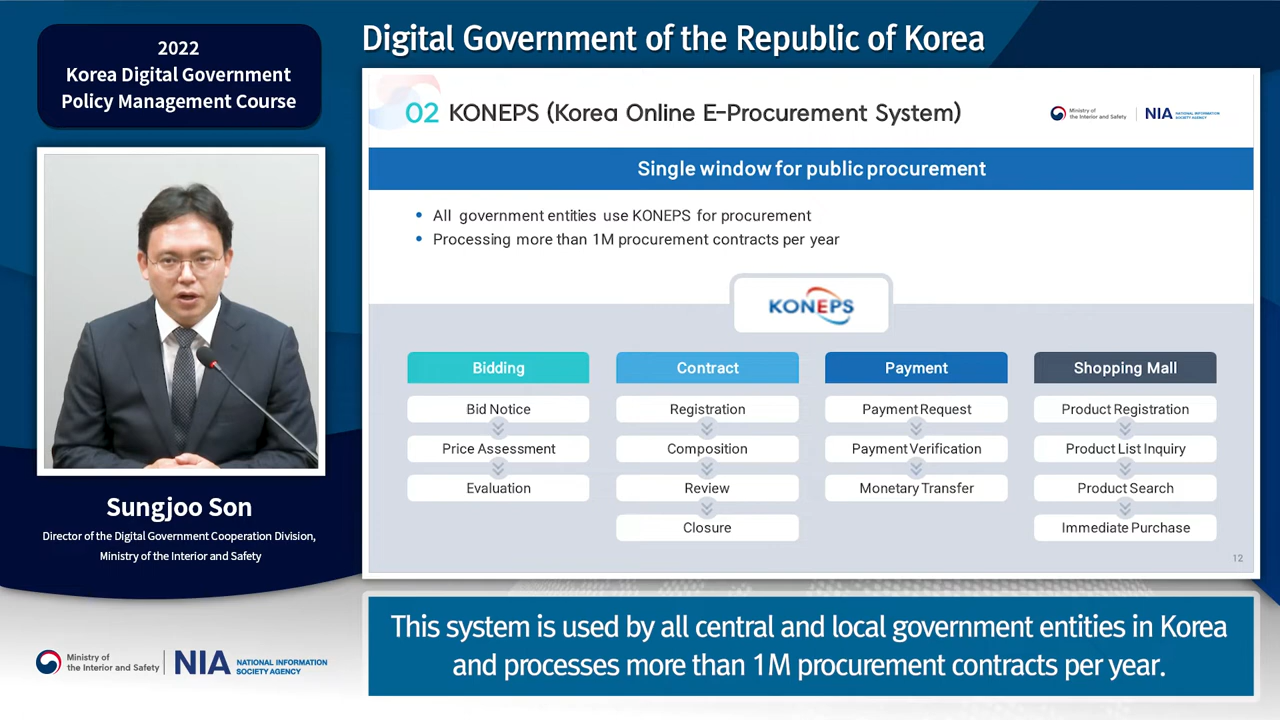 2022
Korea Digital Government
Policy Management Course
Digital Government of the Republic of Korea
02 KONEPS (Korea Online E-Procurement System)
Ministry of
the Interior and Safety
NIA NATIONAL INFORMATION
SOCIETY AGENCY
Single window for public procurement
• All government entities use KONEPS for procurement
• Processing more than 1M procurement contracts per year
KONEPS
Bidding
Bid Notice
Price Assessment
Evaluation
Contract
Registration
Composition
Review
Closure
Payment
Payment Request
Payment Verification
Monetary Transfer
Shopping Mall
Product Registration
Product List Inquiry
Product Search
Immediate Purchase
12
Sungjoo Son
Director of the Digital Government Cooperation Division,
Ministry of the Interior and Safety
Ministry of
the Interior and Safety
NIA NATIONAL INFORMATION
SOCIETY AGENCY
This system is used by all central and local government entities in Korea
and processes more than 1M procurement contracts per year.